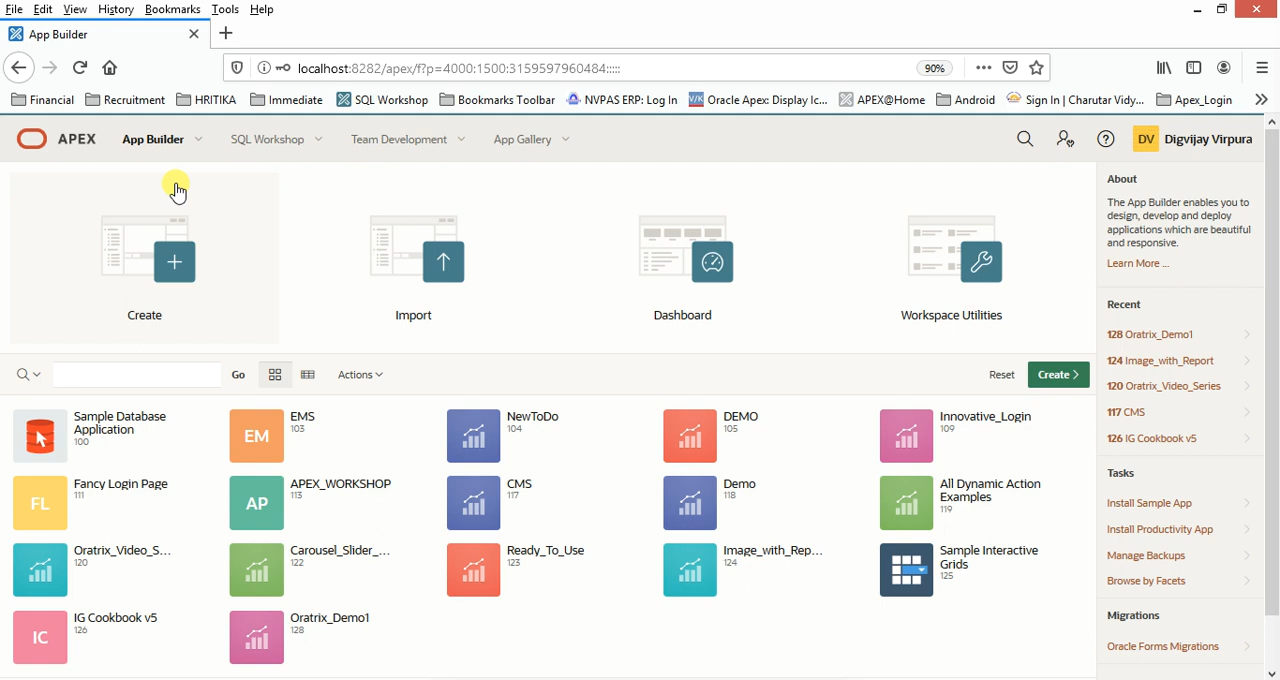 File Edit View History Bookmarks Tools Help
App Builder
localhost:8282/apex/f?p=4000:1500:3159597960484:::::
90%
Financial Recruitment HRITIKA Immediate SQL Workshop Bookmarks Toolbar NVPAS ERP: Log In Oracle Apex: Display Ic... APEX@Home Android Sign In | Charutar Vidy... Apex_Login
APEX App Builder SQL Workshop Team Development App Gallery DV Digvijay Virpura
Create
Import
Dashboard
Workspace Utilities
Go Actions Reset Create >
Sample Database
Application
100
EM
EMS
103
NewToDo
104
DEMO
105
Innovative_Login
109
FL
Fancy Login Page
111
AP
APEX_WORKSHOP
113
CMS
117
Demo
118
All Dynamic Action
Examples
119
Oratrix_Video_S...
120
Carousel_Slider_...
122
Ready_To_Use
123
Image_with_Rep...
124
Sample Interactive
Grids
125
IC
IG Cookbook v5
126
Oratrix_Demo1
128
About
The App Builder enables you to
design, develop and deploy
applications which are beautiful
and responsive.
Learn More ...
Recent
128 Oratrix_Demo1
124 Image_with_Report
120 Oratrix_Video_Series
117 CMS
126 IG Cookbook v5
Tasks
Install Sample App
Install Productivity App
Manage Backups
Browse by Facets
Migrations
Oracle Forms Migrations